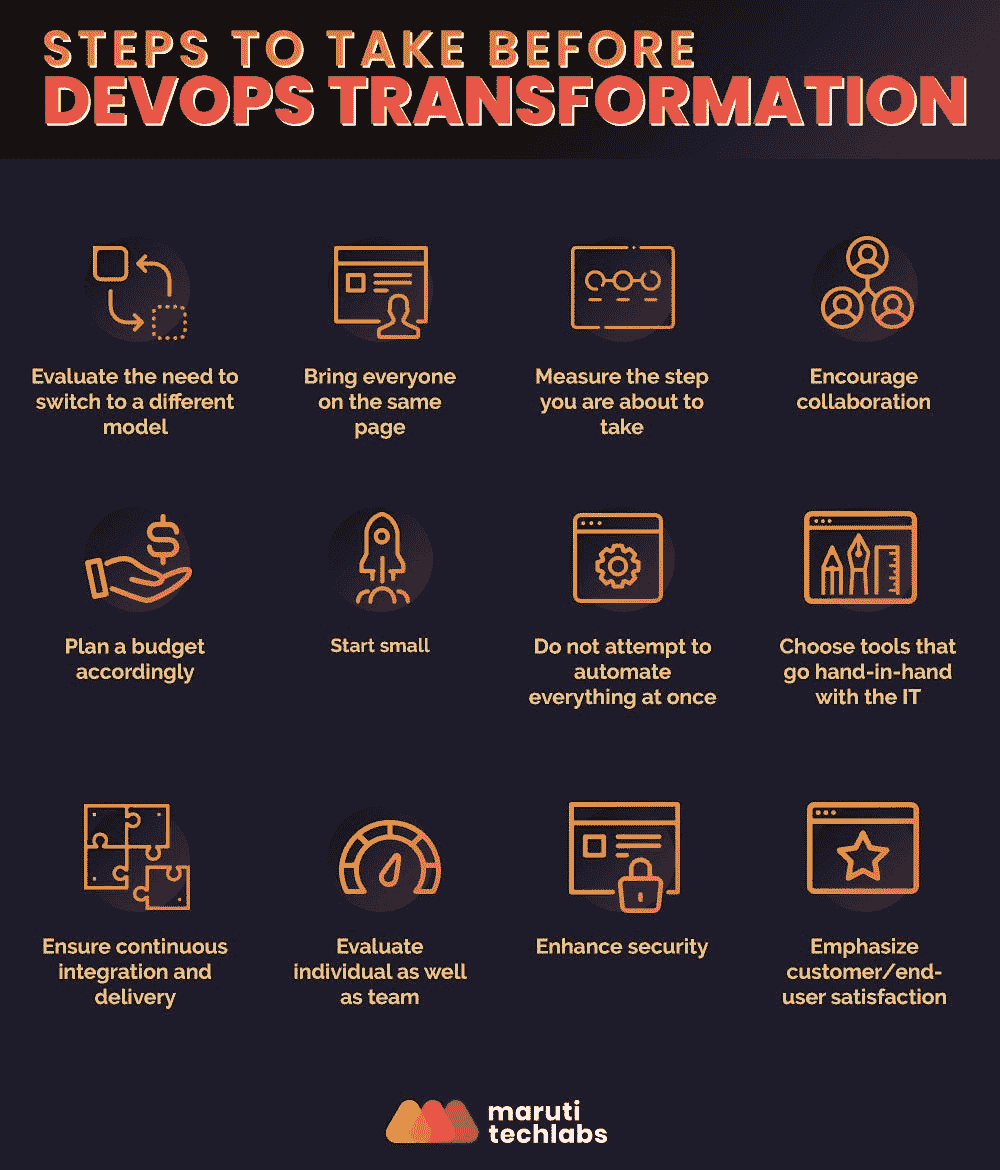 STEPS TO TAKE BEFORE
DEVOPS TRANSFORMATION
Evaluate the need to
switch to a different
model
Bring everyone
on the same
page
Measure the step
you are about to
take
Encourage
collaboration
Plan a budget
accordingly
Start small
Do not attempt to
automate
everything at once
Choose tools that
go hand-in-hand
with the IT
Ensure continuous
integration and
delivery
Evaluate
individual as well
as team
Enhance security
Emphasize
customer/end-
user satisfaction
maruti
techlabs